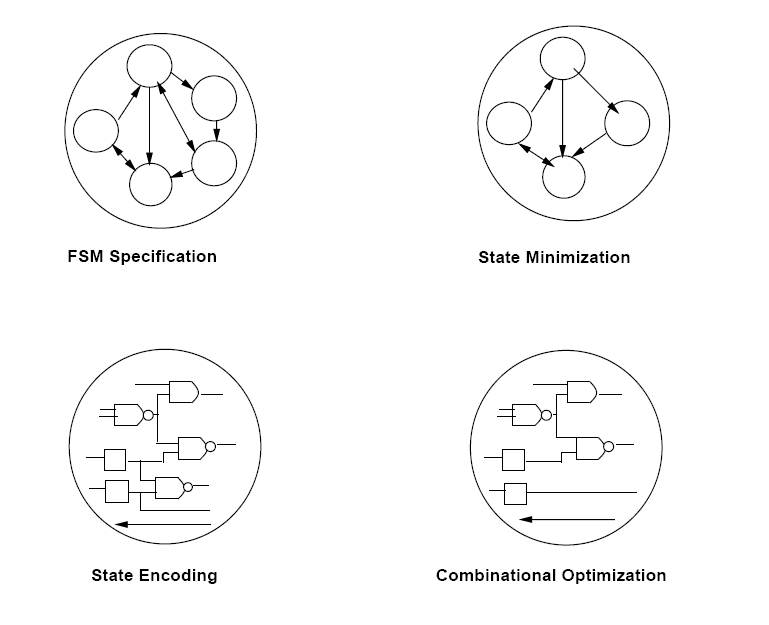 FSM Specification
State Minimization
State Encoding
Combinational Optimization